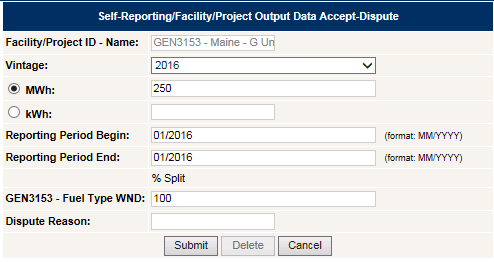 Self-Reporting/Facility/Project Output Data Accept-Dispute
Facility/Project ID - Name: GEN3153 - Maine - G Un
Vintage: 2016
MWh: 250
kWh:
Reporting Period Begin: 01/2016 (format: MM/YYYY)
Reporting Period End: 01/2016 (format: MM/YYYY)
% Split
GEN3153 - Fuel Type WND: 100
Dispute Reason:
Submit Delete Cancel